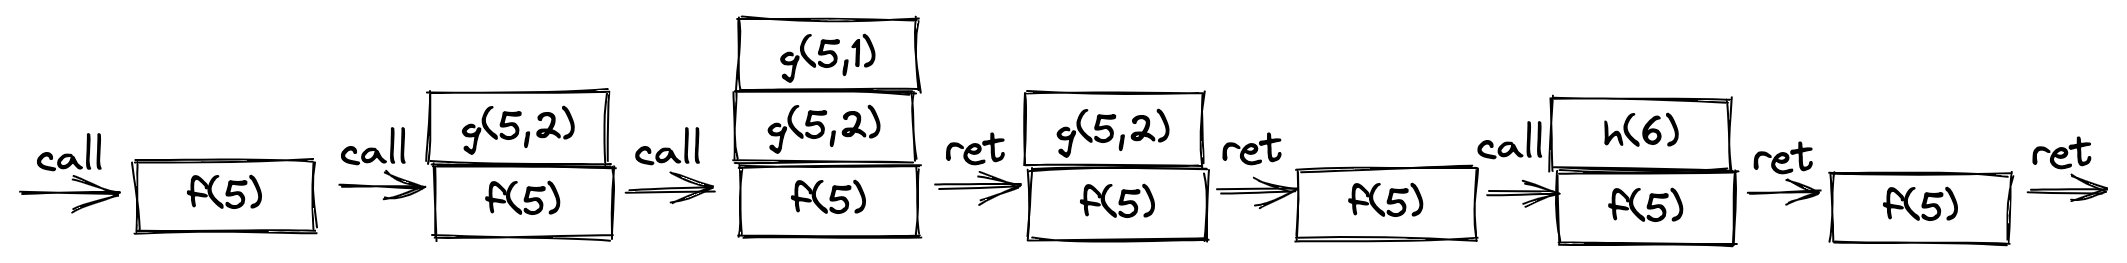 call
f(5)
call
g(5,2)
f(5)
call
g(5,1)
g(5,2)
f(5)
ret
g(5,2)
f(5)
ret
f(5)
call
h(6)
f(5)
ret
f(5)
ret